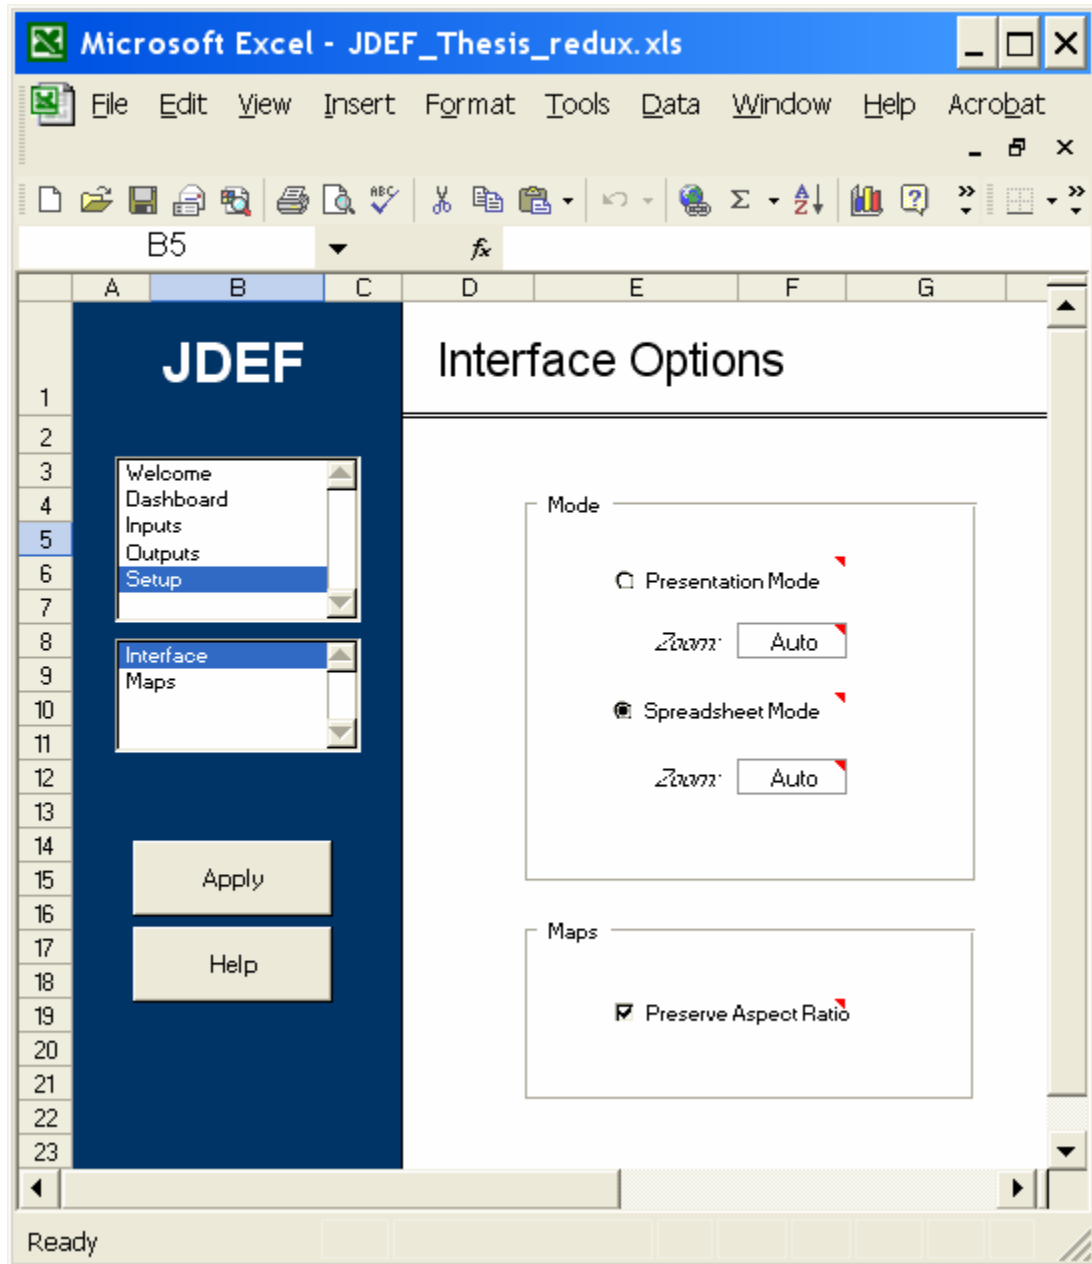 Microsoft Excel - JDEF_Thesis_redux.xls
File Edit View Insert Format Tools Data Window Help Acrobat
ABC Σ A Z ?
B5 fx
A B C D E F G
JDEF Interface Options
1
2
3 Welcome
4 Dashboard Mode
5 Inputs
Outputs
6 Setup Presentation Mode
7
8 Zoom: Auto
Interface
9 Maps
10 Spreadsheet Mode
11
12 Zoom: Auto
13
14
15 Apply
16
17 Maps
18 Help
19 Preserve Aspect Ratio
20
21
22
23
Ready